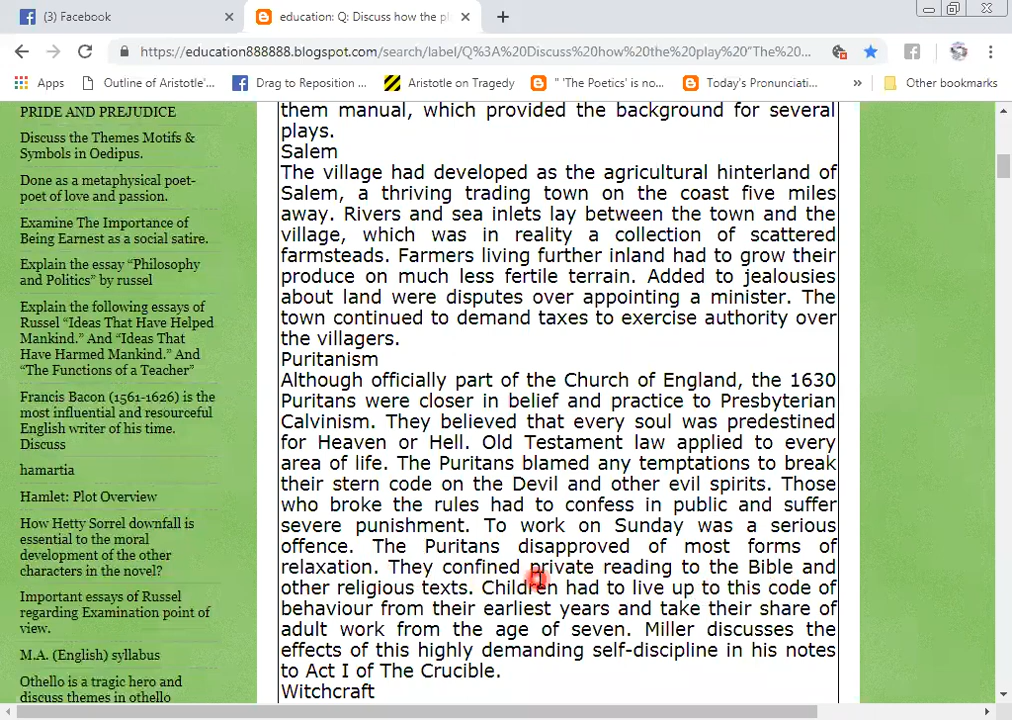 (3) Facebook
education: Q: Discuss how the pl
https://education888888.blogspot.com/search/label/Q%3A%20Discuss%20how%20the%20play%20"The%20...
Apps
Outline of Aristotle'...
Drag to Reposition ...
Aristotle on Tragedy
" 'The Poetics' is no...
Today's Pronunciati...
»
Other bookmarks
PRIDE AND PREJUDICE
Discuss the Themes Motifs &
Symbols in Oedipus.
Done as a metaphysical poet-
poet of love and passion.
Examine The Importance of
Being Earnest as a social satire.
Explain the essay “Philosophy
and Politics” by russel
Explain the following essays of
Russel “Ideas That Have Helped
Mankind.” And “Ideas That
Have Harmed Mankind.” And
“The Functions of a Teacher”
Francis Bacon (1561-1626) is the
most influential and resourceful
English writer of his time.
Discuss
hamartia
Hamlet: Plot Overview
How Hetty Sorrel downfall is
essential to the moral
development of the other
characters in the novel?
Important essays of Russel
regarding Examination point of
view.
M.A. (English) syllabus
Othello is a tragic hero and
discuss themes in othello
them manual, which provided the background for several
plays.
Salem
The village had developed as the agricultural hinterland of
Salem, a thriving trading town on the coast five miles
away. Rivers and sea inlets lay between the town and the
village, which was in reality a collection of scattered
farmsteads. Farmers living further inland had to grow their
produce on much less fertile terrain. Added to jealousies
about land were disputes over appointing a minister. The
town continued to demand taxes to exercise authority over
the villagers.
Puritanism
Although officially part of the Church of England, the 1630
Puritans were closer in belief and practice to Presbyterian
Calvinism. They believed that every soul was predestined
for Heaven or Hell. Old Testament law applied to every
area of life. The Puritans blamed any temptations to break
their stern code on the Devil and other evil spirits. Those
who broke the rules had to confess in public and suffer
severe punishment. To work on Sunday was a serious
offence. The Puritans disapproved of most forms of
relaxation. They confined private reading to the Bible and
other religious texts. Children had to live up to this code of
behaviour from their earliest years and take their share of
adult work from the age of seven. Miller discusses the
effects of this highly demanding self-discipline in his notes
to Act I of The Crucible.
Witchcraft